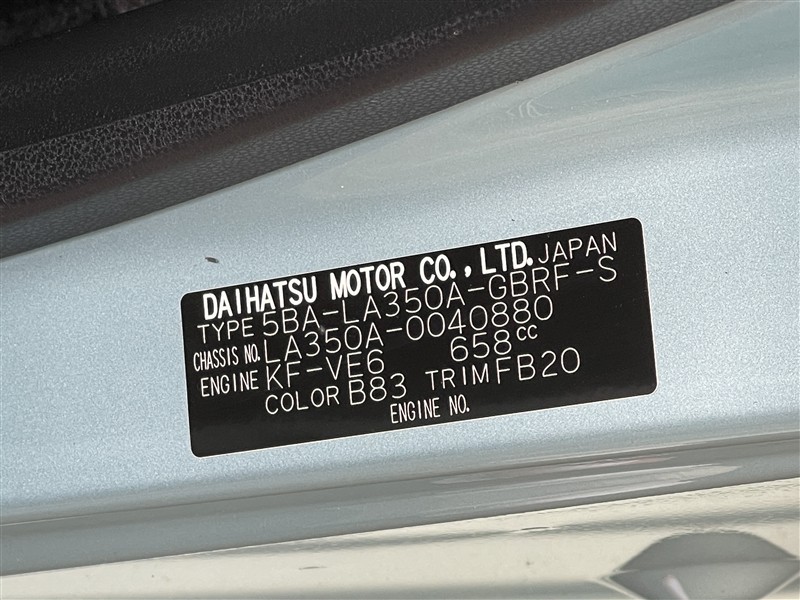 DAIHATSU MOTOR CO., LTD. JAPAN
TYPE 5BA-LA350A-GBRF-S
CHASSIS NO. LA350A-0040880
ENGINE KF-VE6 658cc
COLOR B83 TRIM FB20
ENGINE NO.